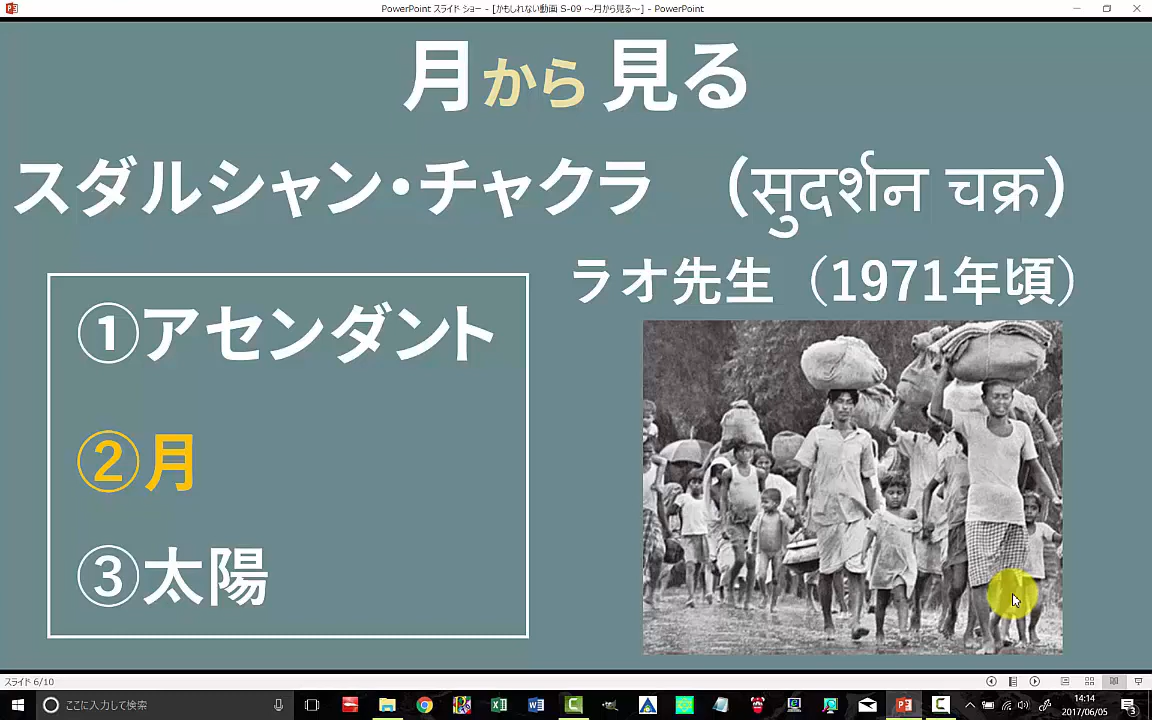 PowerPoint スライド ショー - [かもしれない動画 S-09 ～月から見る～] - PowerPoint
月から見る
スダルシャン・チャクラ (सुदर्शन चक्र)
ラオ先生（1971年頃）
①アセンダント
②月
③太陽
スライド 6/10
ここに入力して検索
14:14
2017/06/05
3